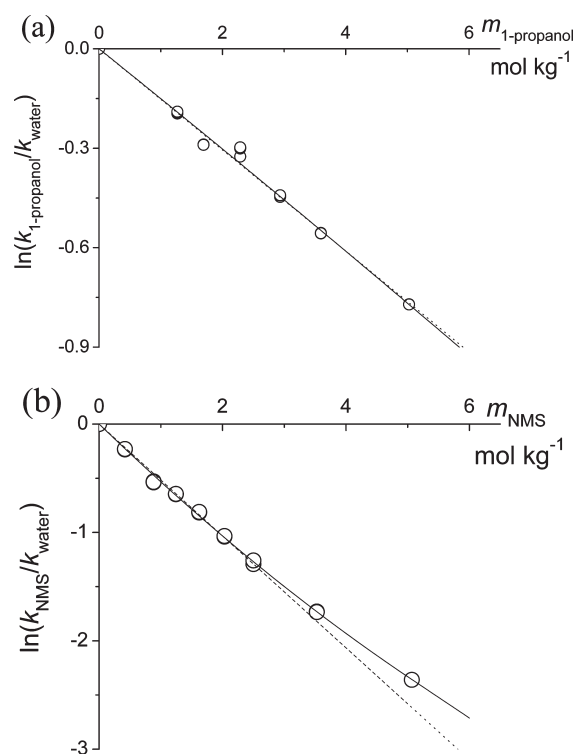 (a)
0 2 4 6 m1-propanol
mol kg-1
0.0
-0.3
-0.6
-0.9
ln(k1-propanol/kwater)
(b)
0 2 4 6 mNMS
mol kg-1
0
-1
-2
-3
ln(kNMS/kwater)